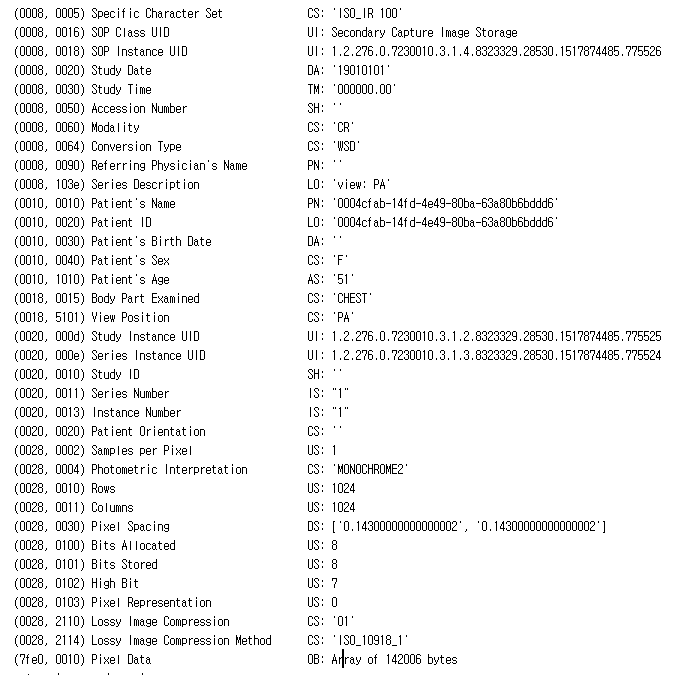 (0008, 0005) Specific Character Set CS: 'ISO_IR 100'
(0008, 0016) SOP Class UID UI: Secondary Capture Image Storage
(0008, 0018) SOP Instance UID UI: 1.2.276.0.7230010.3.1.4.8323329.28530.1517874485.775526
(0008, 0020) Study Date DA: '19010101'
(0008, 0030) Study Time TM: '000000.00'
(0008, 0050) Accession Number SH: ''
(0008, 0060) Modality CS: 'CR'
(0008, 0064) Conversion Type CS: 'WSD'
(0008, 0090) Referring Physician's Name PN: ''
(0008, 103e) Series Description LO: 'view: PA'
(0010, 0010) Patient's Name PN: '0004cfab-14fd-4e49-80ba-63a80b6bddd6'
(0010, 0020) Patient ID LO: '0004cfab-14fd-4e49-80ba-63a80b6bddd6'
(0010, 0030) Patient's Birth Date DA: ''
(0010, 0040) Patient's Sex CS: 'F'
(0010, 1010) Patient's Age AS: '51'
(0018, 0015) Body Part Examined CS: 'CHEST'
(0018, 5101) View Position CS: 'PA'
(0020, 000d) Study Instance UID UI: 1.2.276.0.7230010.3.1.2.8323329.28530.1517874485.775525
(0020, 000e) Series Instance UID UI: 1.2.276.0.7230010.3.1.3.8323329.28530.1517874485.775524
(0020, 0010) Study ID SH: ''
(0020, 0011) Series Number IS: "1"
(0020, 0013) Instance Number IS: "1"
(0020, 0020) Patient Orientation CS: ''
(0028, 0002) Samples per Pixel US: 1
(0028, 0004) Photometric Interpretation CS: 'MONOCHROME2'
(0028, 0010) Rows US: 1024
(0028, 0011) Columns US: 1024
(0028, 0030) Pixel Spacing DS: ['0.14300000000000002', '0.14300000000000002']
(0028, 0100) Bits Allocated US: 8
(0028, 0101) Bits Stored US: 8
(0028, 0102) High Bit US: 7
(0028, 0103) Pixel Representation US: 0
(0028, 2110) Lossy Image Compression CS: '01'
(0028, 2114) Lossy Image Compression Method CS: 'ISO_10918_1'
(7fe0, 0010) Pixel Data OB: Array of 142006 bytes